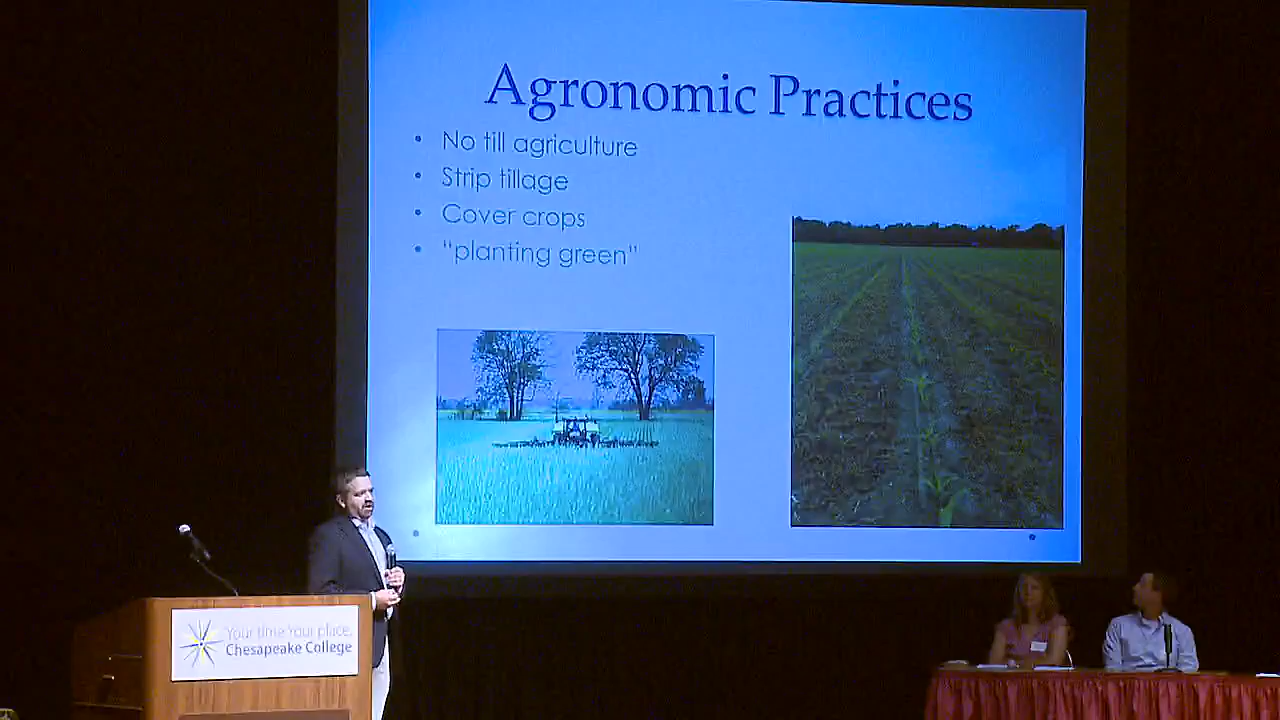 Agronomic Practices
• No till agriculture
• Strip tillage
• Cover crops
• "planting green"
Your time. Your place.
Chesapeake College